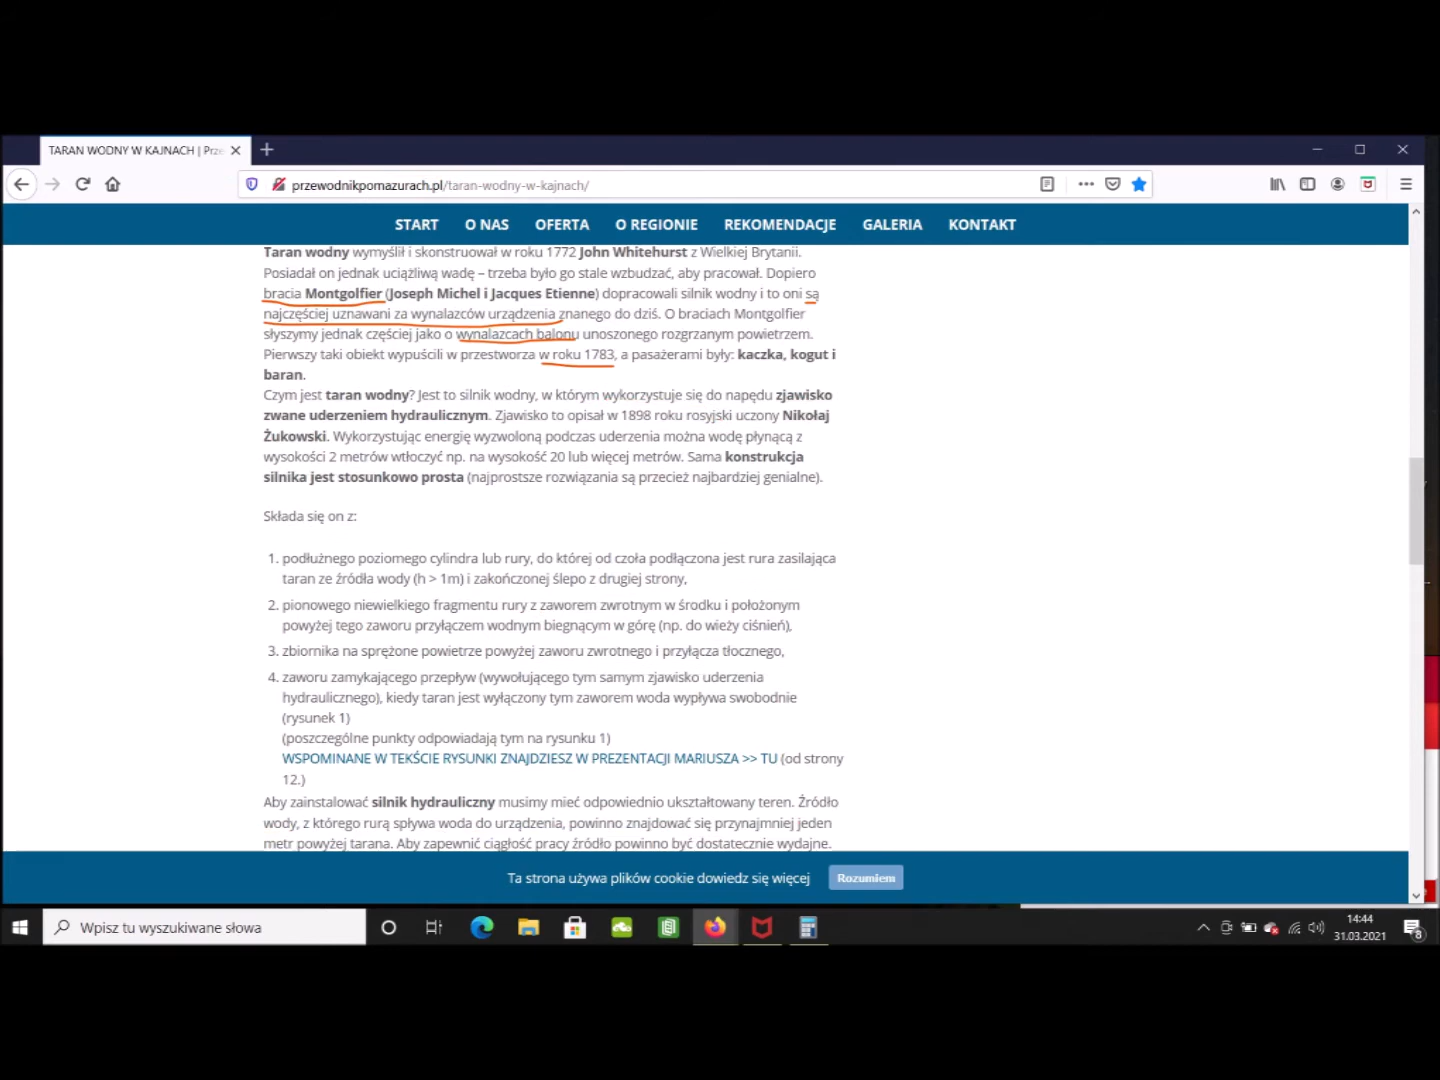 TARAN WODNY W KAJNACH | Prze
przewodnikpomazurach.pl/taran-wodny-w-kajnach/
START O NAS OFERTA O REGIONIE REKOMENDACJE GALERIA KONTAKT
Taran wodny wymyślił i skonstruował w roku 1772 John Whitehurst z Wielkiej Brytanii.
Posiadał on jednak uciążliwą wadę – trzeba było go stale wzbudzać, aby pracował. Dopiero
bracia Montgolfier (Joseph Michel i Jacques Etienne) dopracowali silnik wodny i to oni są
najczęściej uznawani za wynalazców urządzenia znanego do dziś. O braciach Montgolfier
słyszymy jednak częściej jako o wynalazcach balonu unoszonego rozgrzanym powietrzem.
Pierwszy taki obiekt wypuścili w przestworza w roku 1783, a pasażerami były: kaczka, kogut i
baran.
Czym jest taran wodny? Jest to silnik wodny, w którym wykorzystuje się do napędu zjawisko
zwane uderzeniem hydraulicznym. Zjawisko to opisał w 1898 roku rosyjski uczony Nikołaj
Żukowski. Wykorzystując energię wyzwoloną podczas uderzenia można wodę płynącą z
wysokości 2 metrów wtłoczyć np. na wysokość 20 lub więcej metrów. Sama konstrukcja
silnika jest stosunkowo prosta (najprostsze rozwiązania są przecież najbardziej genialne).
Składa się on z:
1. podłużnego poziomego cylindra lub rury, do której od czoła podłączona jest rura zasilająca
taran ze źródła wody (h > 1m) i zakończonej ślepo z drugiej strony,
2. pionowego niewielkiego fragmentu rury z zaworem zwrotnym w środku i położonym
powyżej tego zaworu przyłączem wodnym biegnącym w górę (np. do wieży ciśnień),
3. zbiornika na sprężone powietrze powyżej zaworu zwrotnego i przyłącza tłocznego,
4. zaworu zamykającego przepływ (wywołującego tym samym zjawisko uderzenia
hydraulicznego), kiedy taran jest wyłączony tym zaworem woda wypływa swobodnie
(rysunek 1)
(poszczególne punkty odpowiadają tym na rysunku 1)
WSPOMINANE W TEKŚCIE RYSUNKI ZNAJDZIESZ W PREZENTACJI MARIUSZA >> TU (od strony
12.)
Aby zainstalować silnik hydrauliczny musimy mieć odpowiednio ukształtowany teren. Źródło
wody, z którego rurą spływa woda do urządzenia, powinno znajdować się przynajmniej jeden
metr powyżej tarana. Aby zapewnić ciągłość pracy źródło powinno być dostatecznie wydajne.
Ta strona używa plików cookie dowiedz się więcej Rozumiem
Wpisz tu wyszukiwane słowa
14:44
31.03.2021
8